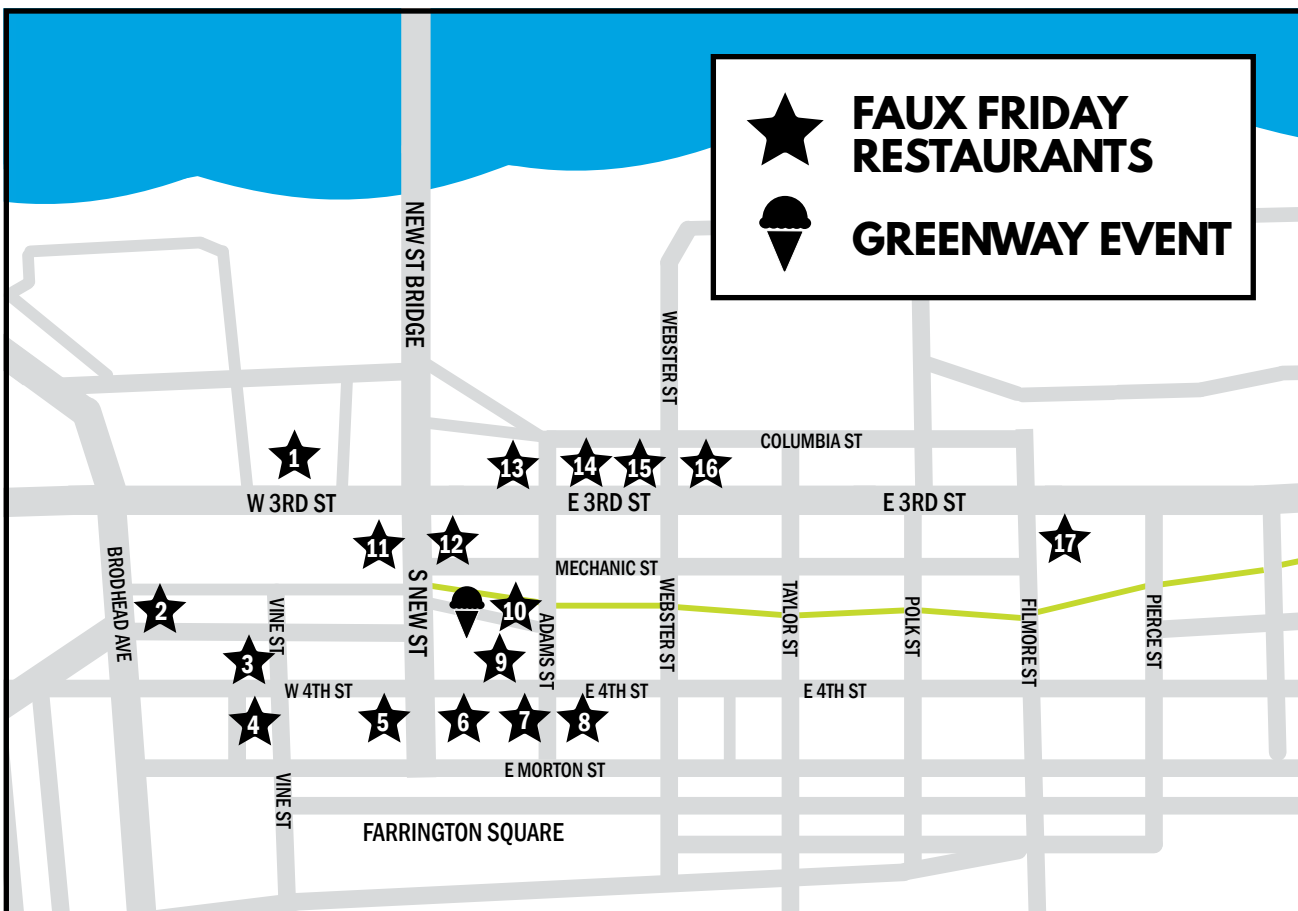 FAUX FRIDAY
RESTAURANTS
GREENWAY EVENT
NEW ST BRIDGE
WEBSTER ST
COLUMBIA ST
1
13
14
15
16
W 3RD ST
E 3RD ST
E 3RD ST
11
12
17
MECHANIC ST
BRODHEAD AVE
S NEW ST
2
10
VINE ST
ADAMS ST
WEBSTER ST
TAYLOR ST
POLK ST
FILMORE ST
PIERCE ST
3
9
W 4TH ST
E 4TH ST
E 4TH ST
4
5
6
7
8
E MORTON ST
VINE ST
FARRINGTON SQUARE